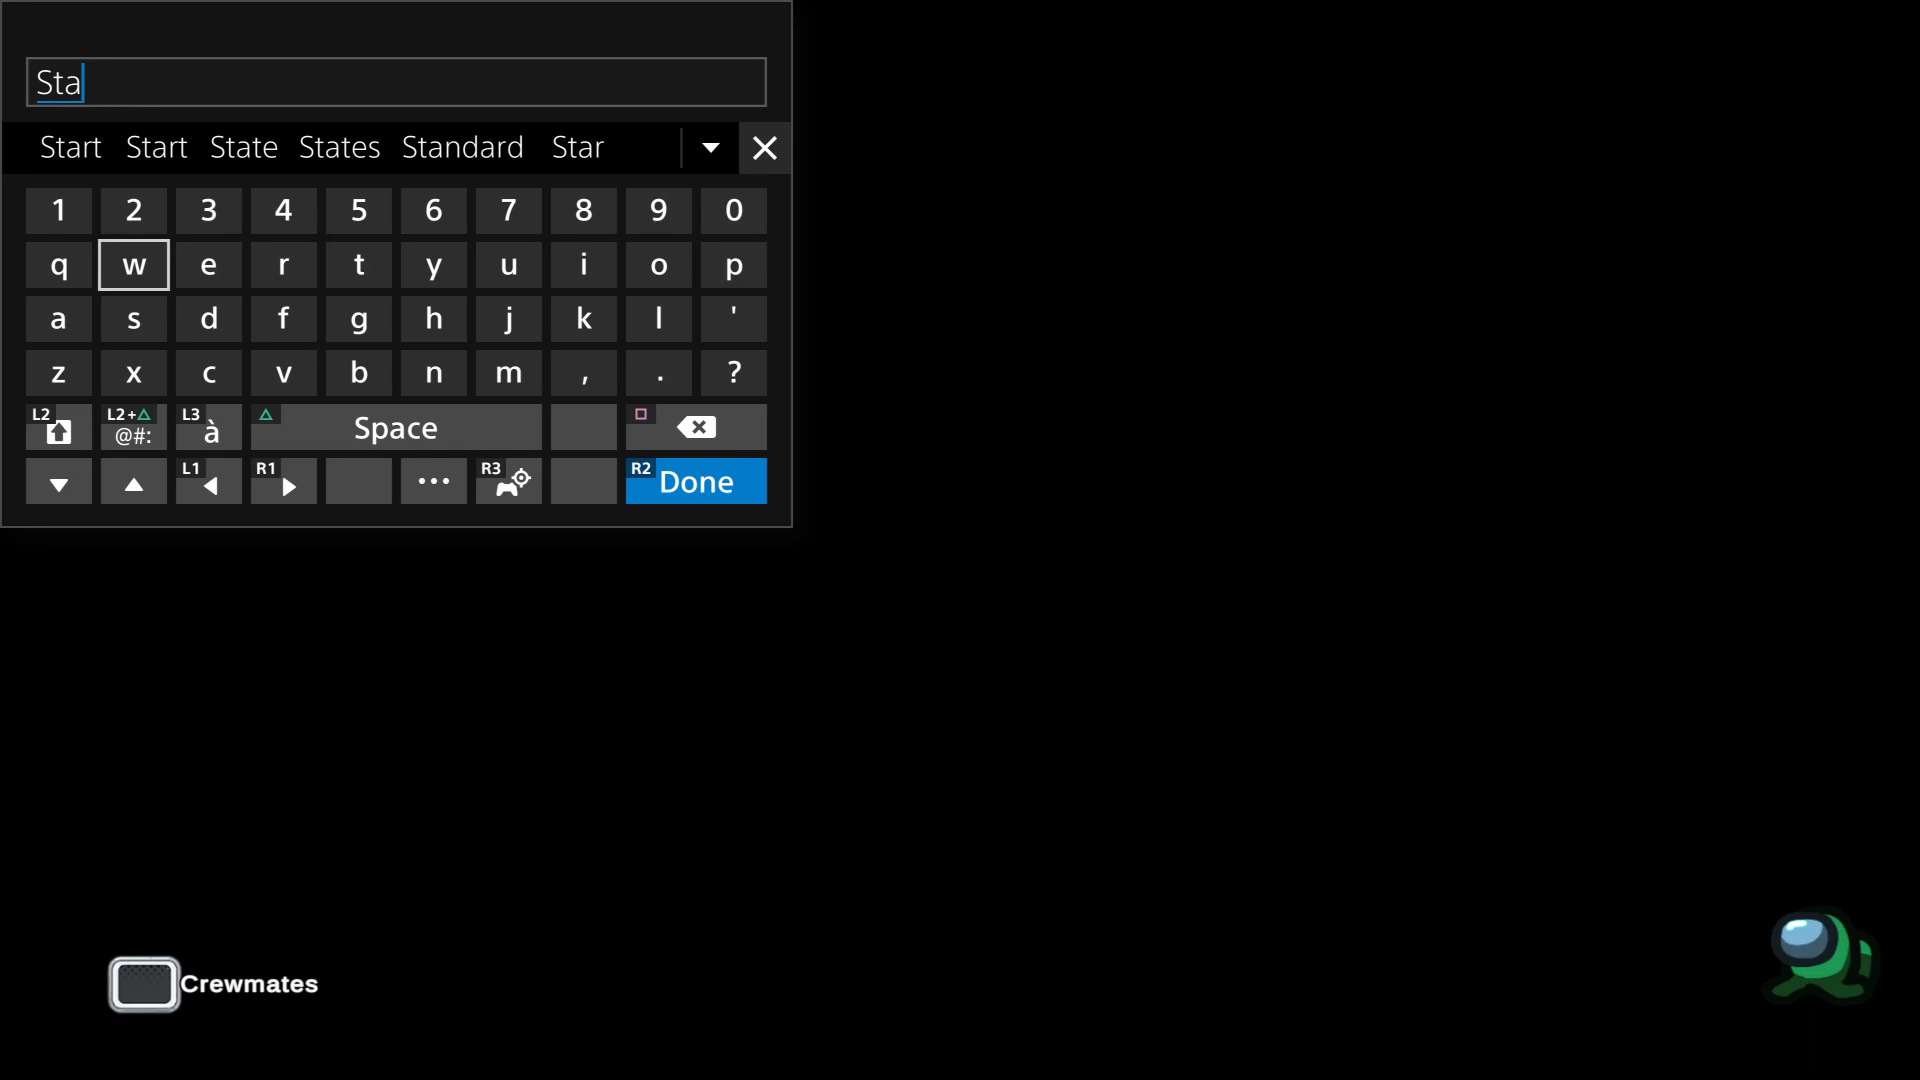 Sta
Start Start State States Standard Star
1 2 3 4 5 6 7 8 9 0
q w e r t y u i o p
a s d f g h j k l '
z x c v b n m , . ?
L2 L2+△ @#: L3 à △ Space □
L1 R1 ... R3 R2 Done
Crewmates